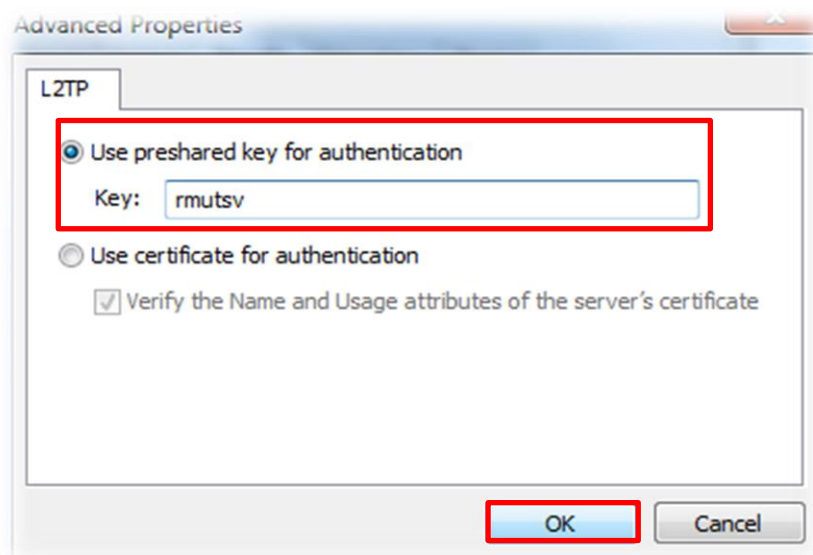 Advanced Properties
L2TP
Use preshared key for authentication
Key: rmutsv
Use certificate for authentication
Verify the Name and Usage attributes of the server's certificate
OK Cancel